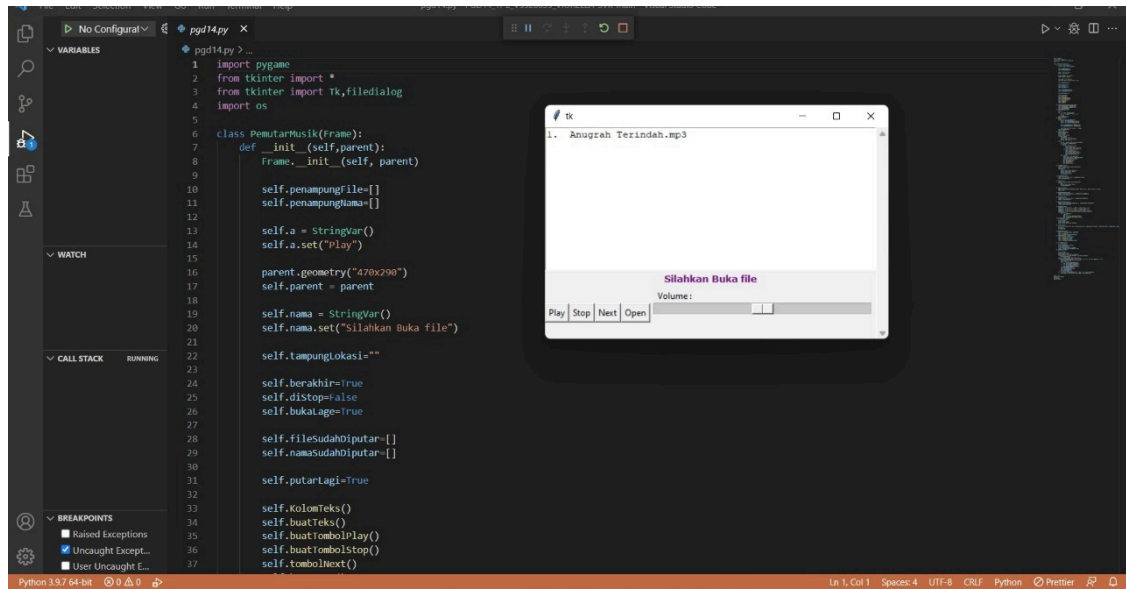 No Configurat
pgd14.py
VARIABLES
pgd14.py > ...
1 import pygame
2 from tkinter import *
3 from tkinter import Tk,filedialog
4 import os
5
6 class PemutarMusik(Frame):
7 def __init__(self,parent):
8 Frame.__init__(self, parent)
9
10 self.penampungFile=[]
11 self.penampungNama=[]
12
13 self.a = StringVar()
14 self.a.set("Play")
15
16 parent.geometry("470x290")
17 self.parent = parent
18
19 self.nama = StringVar()
20 self.nama.set("Silahkan Buka file")
21
22 self.tampungLokasi=""
23
24 self.berakhir=True
25 self.diStop=False
26 self.bukaLage=True
27
28 self.fileSudahDiputar=[]
29 self.namaSudahDiputar=[]
30
31 self.putarLagi=True
32
33 self.KolomTeks()
34 self.buatTeks()
35 self.buatTombolPlay()
36 self.buatTombolStop()
37 self.tombolNext()
WATCH
CALL STACK RUNNING
BREAKPOINTS
Raised Exceptions
Uncaught Except...
User Uncaught E...
1
tk
1. Anugrah Terindah.mp3
Silahkan Buka file
Volume :
Play Stop Next Open
Python 3.9.7 64-bit 0 0 Ln 1, Col 1 Spaces: 4 UTF-8 CRLF Python Prettier